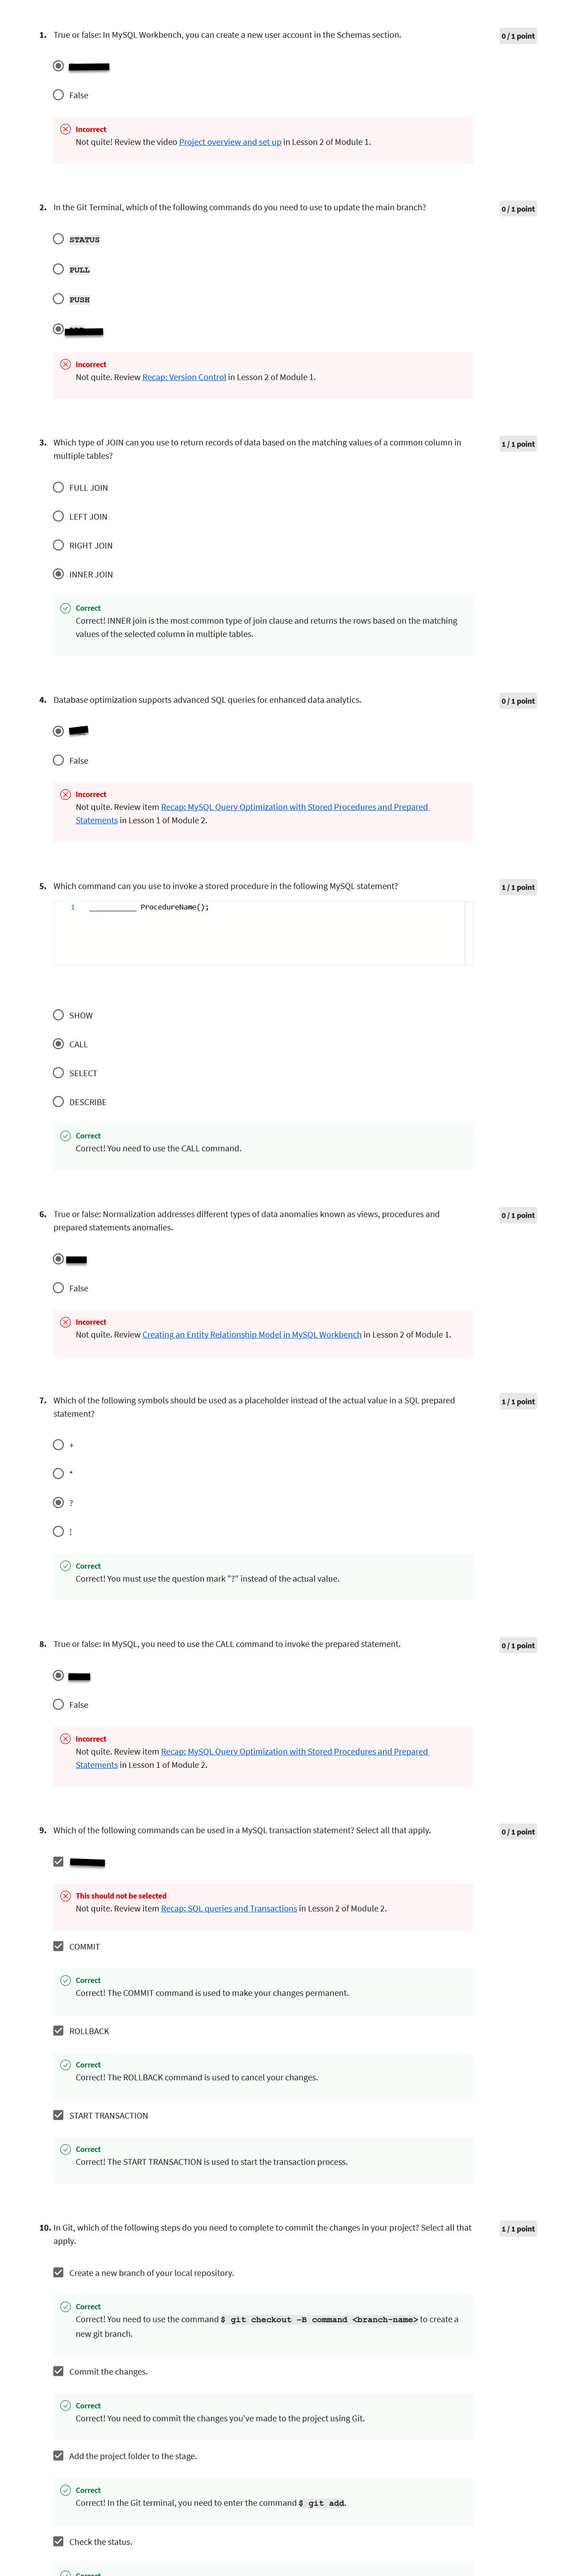 1. True or false: In MySQL Workbench, you can create a new user account in the Schemas section.
0 / 1 point
False
Incorrect
Not quite! Review the video Project overview and set up in Lesson 2 of Module 1.
2. In the Git Terminal, which of the following commands do you need to use to update the main branch?
0 / 1 point
STATUS
PULL
PUSH
Incorrect
Not quite. Review Recap: Version Control in Lesson 2 of Module 1.
3. Which type of JOIN can you use to return records of data based on the matching values of a common column in
multiple tables?
1 / 1 point
FULL JOIN
LEFT JOIN
RIGHT JOIN
INNER JOIN
Correct
Correct! INNER join is the most common type of join clause and returns the rows based on the matching
values of the selected column in multiple tables.
4. Database optimization supports advanced SQL queries for enhanced data analytics.
0 / 1 point
False
Incorrect
Not quite. Review item Recap: MySQL Query Optimization with Stored Procedures and Prepared
Statements in Lesson 1 of Module 2.
5. Which command can you use to invoke a stored procedure in the following MySQL statement?
1 / 1 point
1 ___________ ProcedureName();
SHOW
CALL
SELECT
DESCRIBE
Correct
Correct! You need to use the CALL command.
6. True or false: Normalization addresses different types of data anomalies known as views, procedures and
prepared statements anomalies.
0 / 1 point
False
Incorrect
Not quite. Review Creating an Entity Relationship Model in MySQL Workbench in Lesson 2 of Module 1.
7. Which of the following symbols should be used as a placeholder instead of the actual value in a SQL prepared
statement?
1 / 1 point
+
*
?
!
Correct
Correct! You must use the question mark "?" instead of the actual value.
8. True or false: In MySQL, you need to use the CALL command to invoke the prepared statement.
0 / 1 point
False
Incorrect
Not quite. Review item Recap: MySQL Query Optimization with Stored Procedures and Prepared
Statements in Lesson 1 of Module 2.
9. Which of the following commands can be used in a MySQL transaction statement? Select all that apply.
0 / 1 point
This should not be selected
Not quite. Review item Recap: SQL queries and Transactions in Lesson 2 of Module 2.
COMMIT
Correct
Correct! The COMMIT command is used to make your changes permanent.
ROLLBACK
Correct
Correct! The ROLLBACK command is used to cancel your changes.
START TRANSACTION
Correct
Correct! The START TRANSACTION is used to start the transaction process.
10. In Git, which of the following steps do you need to complete to commit the changes in your project? Select all that
apply.
1 / 1 point
Create a new branch of your local repository.
Correct
Correct! You need to use the command $ git checkout -B command <branch-name> to create a
new git branch.
Commit the changes.
Correct
Correct! You need to commit the changes you've made to the project using Git.
Add the project folder to the stage.
Correct
Correct! In the Git terminal, you need to enter the command $ git add.
Check the status.